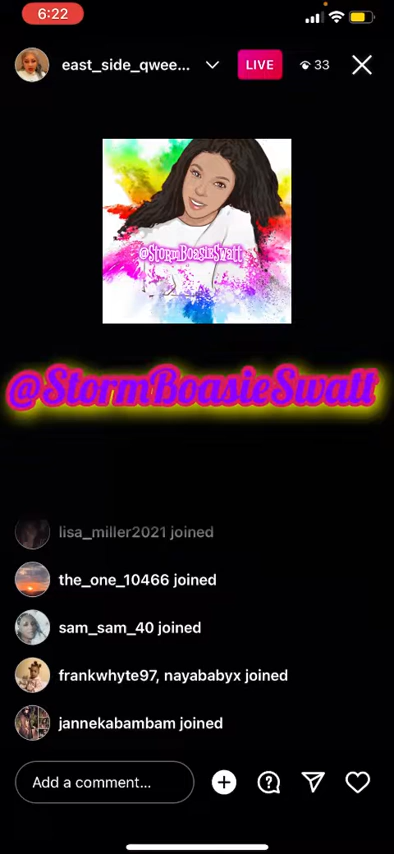 6:22
east_side_qwee...
LIVE
33
@StormBoasieSwatt
@StormBoasieSwatt
lisa_miller2021 joined
the_one_10466 joined
sam_sam_40 joined
frankwhyte97, nayababyx joined
jannekabambam joined
Add a comment...